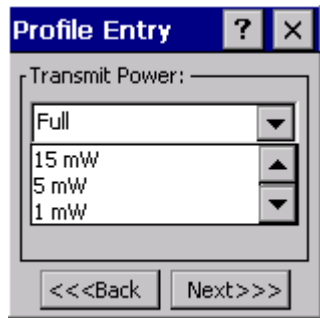 Profile Entry ? ×
Transmit Power:
Full
15 mW
5 mW
1 mW
<<<Back Next>>>